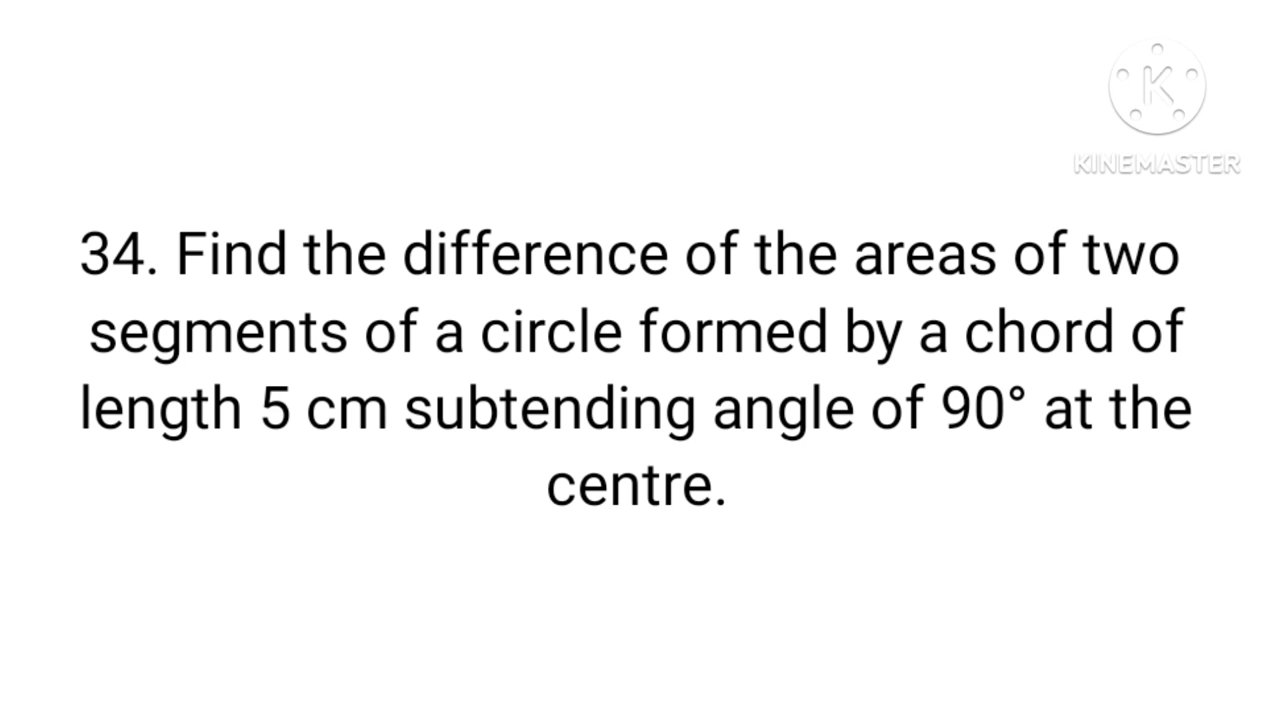 K
KINEMASTER
34. Find the difference of the areas of two
segments of a circle formed by a chord of
length 5 cm subtending angle of 90° at the
centre.